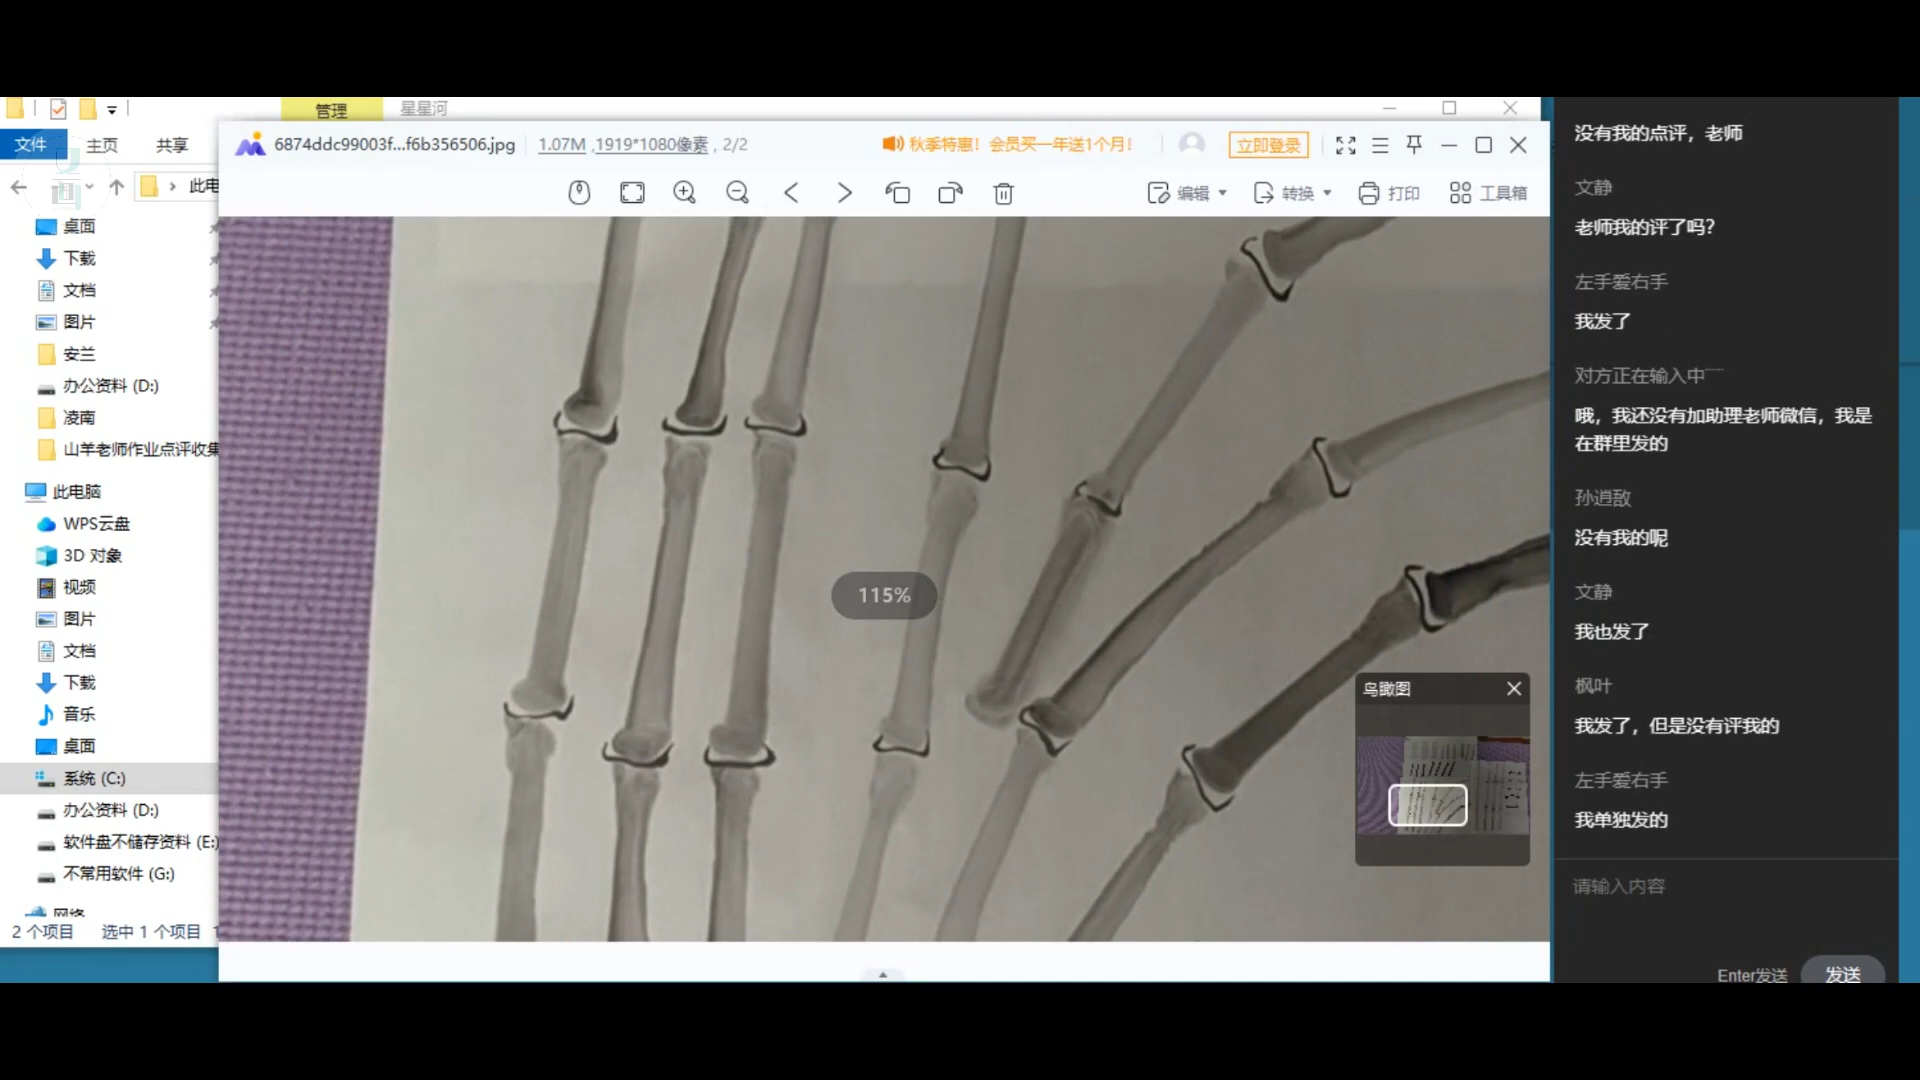 管理
星星河
文件
主页
共享
此电
桌面
下载
文档
图片
安兰
办公资料 (D:)
凌南
山羊老师作业点评收集
此电脑
WPS云盘
3D 对象
视频
图片
文档
下载
音乐
桌面
系统 (C:)
办公资料 (D:)
软件盘不储存资料 (E:)
不常用软件 (G:)
网络
2 个项目
选中 1 个项目
6874ddc99003f...f6b356506.jpg
1.07M ,1919*1080像素 , 2/2
秋季特惠！会员买一年送1个月！
立即登录
编辑
转换
打印
工具箱
115%
鸟瞰图
没有我的点评，老师
文静
老师我的评了吗？
左手爱右手
我发了
对方正在输入中
哦，我还没有加助理老师微信，我是
在群里发的
孙逍敔
没有我的呢
文静
我也发了
枫叶
我发了，但是没有评我的
左手爱右手
我单独发的
请输入内容
Enter发送
发送